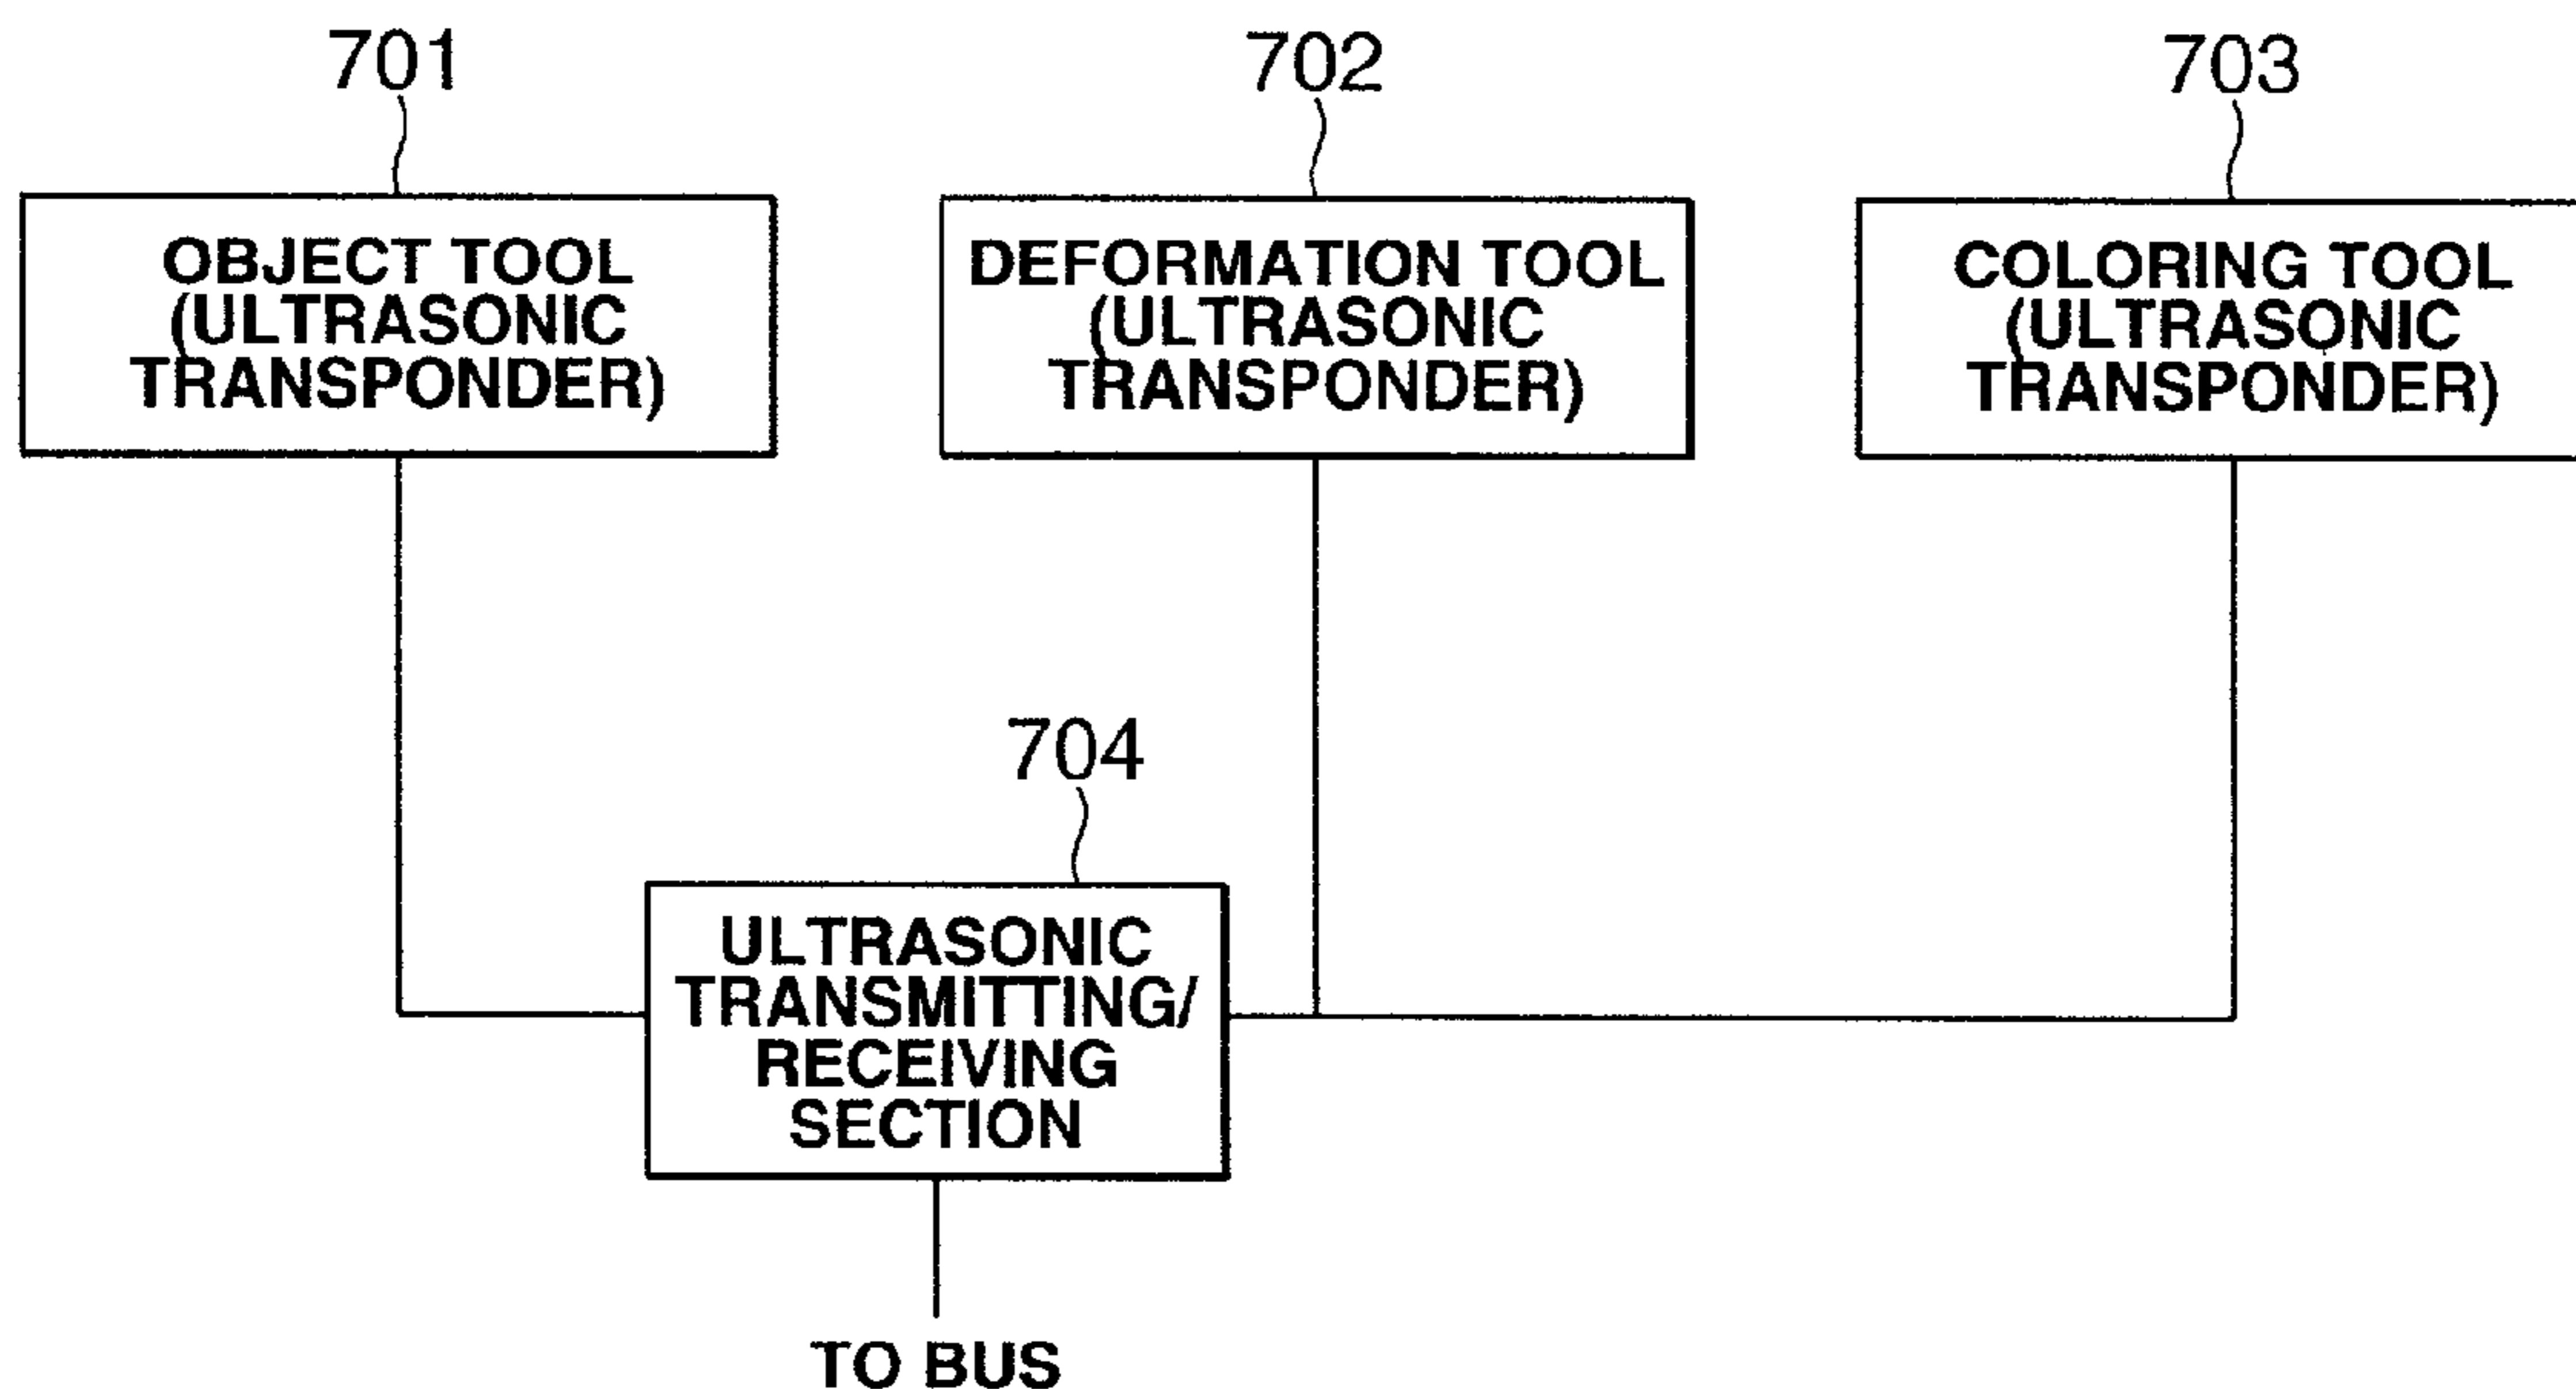 701
702
703
OBJECT TOOL
(ULTRASONIC
TRANSPONDER)
DEFORMATION TOOL
(ULTRASONIC
TRANSPONDER)
COLORING TOOL
(ULTRASONIC
TRANSPONDER)
704
ULTRASONIC
TRANSMITTING/
RECEIVING
SECTION
TO BUS